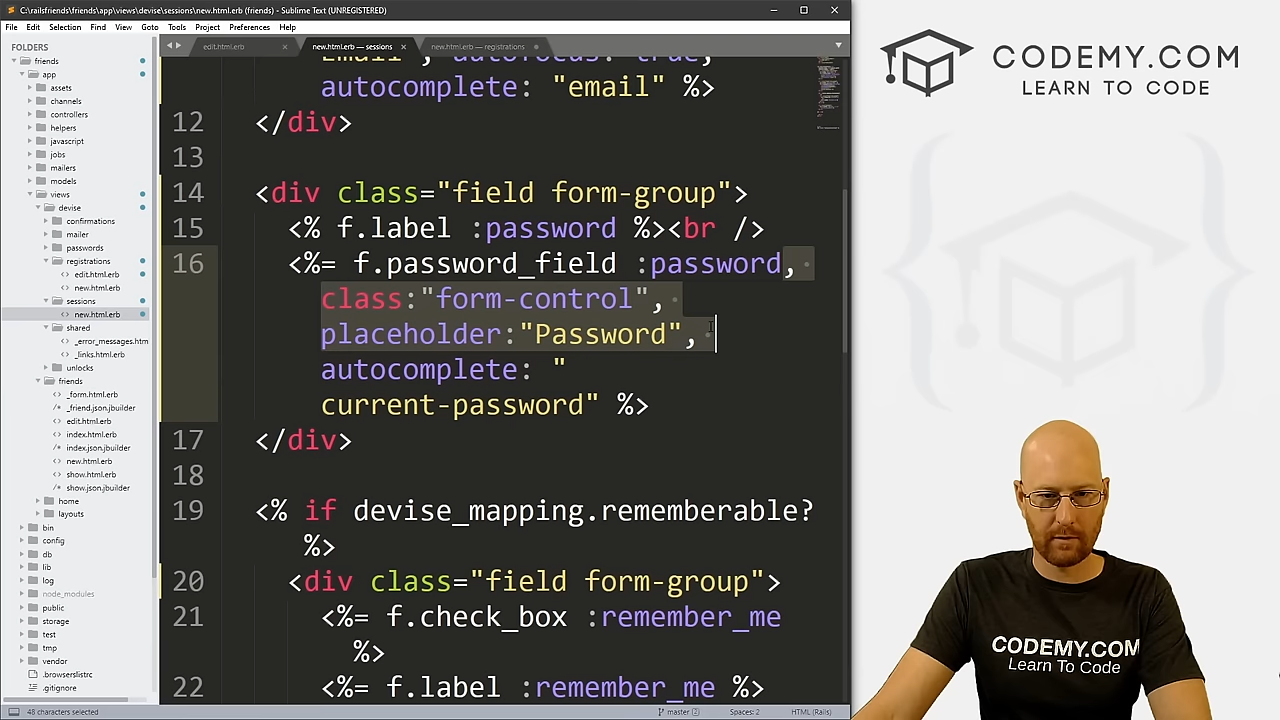 C:\railsfriends\friends\app\views\devise\sessions\new.html.erb (friends) - Sublime Text (UNREGISTERED)
File Edit Selection Find View Goto Tools Project Preferences Help
FOLDERS
friends
app
assets
channels
controllers
helpers
javascript
jobs
mailers
models
views
devise
confirmations
mailer
passwords
registrations
edit.html.erb
new.html.erb
sessions
new.html.erb
shared
_error_messages.htm
_links.html.erb
unlocks
friends
_form.html.erb
_friend.json.jbuilder
edit.html.erb
index.html.erb
index.json.jbuilder
new.html.erb
show.html.erb
show.json.jbuilder
home
layouts
bin
config
db
lib
log
node_modules
public
storage
test
tmp
vendor
.browserslistrc
.gitignore
edit.html.erb
new.html.erb — sessions
new.html.erb — registrations
Email", autofocus: true,
autocomplete: "email" %>
12 </div>
13
14 <div class="field form-group">
15 <% f.label :password %><br />
16 <%= f.password_field :password,
class:"form-control",
placeholder:"Password",
autocomplete: "
current-password" %>
17 </div>
18
19 <% if devise_mapping.rememberable?
%>
20 <div class="field form-group">
21 <%= f.check_box :remember_me
%>
22 <%= f.label :remember_me %>
48 characters selected
master (2)
Spaces: 2
HTML (Rails)
CODEMY.COM
LEARN TO CODE
CODEMY.COM
Learn To Code